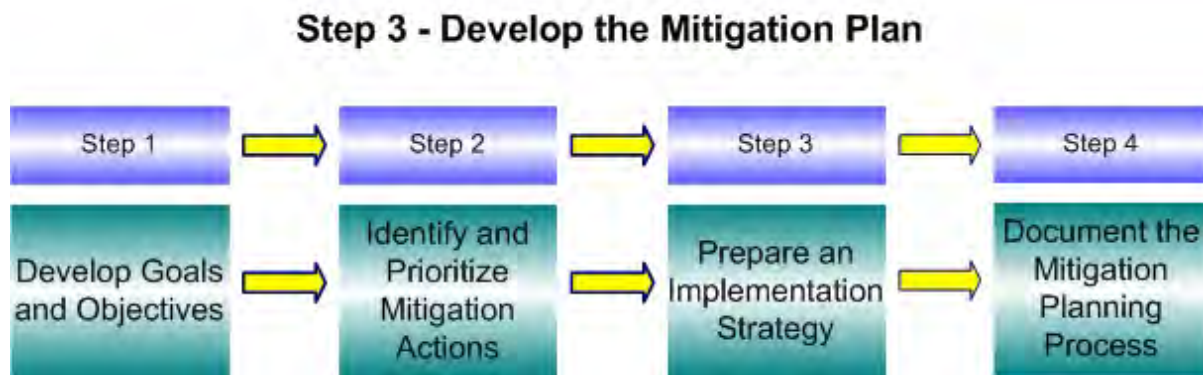 Step 3 - Develop the Mitigation Plan
Step 1
Step 2
Step 3
Step 4
Develop Goals
and Objectives
Identify and
Prioritize
Mitigation
Actions
Prepare an
Implementation
Strategy
Document the
Mitigation
Planning
Process